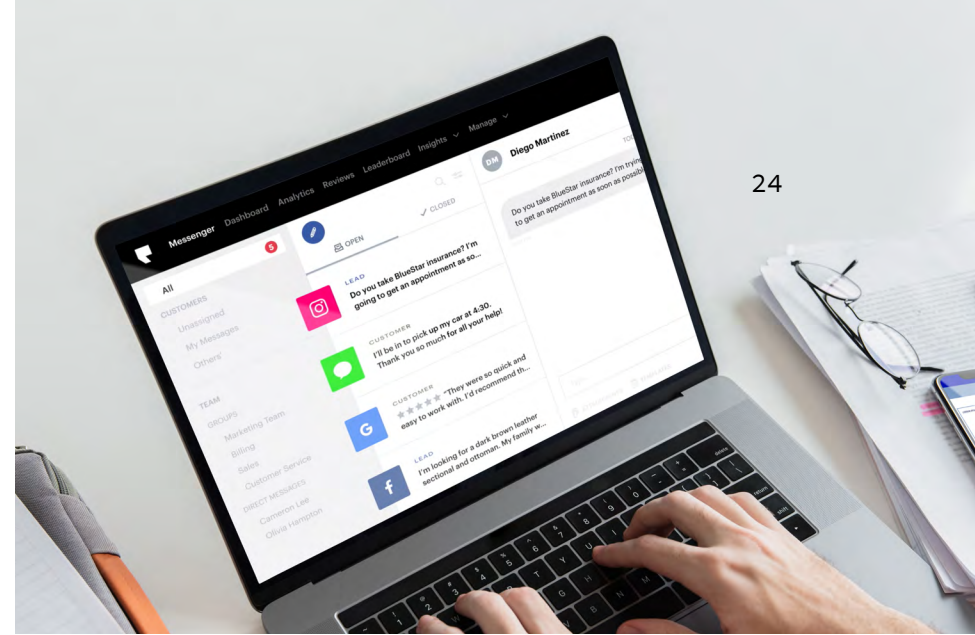 Messenger Dashboard Analytics Reviews Leaderboard Insights Manage
All
5
CUSTOMERS
Unassigned
My Messages
Others
TEAM
GROUPS
Marketing Team
Billing
Sales
Customer Service
DIRECT MESSAGES
Cameron Lee
Olivia Hampton
OPEN
CLOSED
LEAD
Do you take BlueStar insurance? I'm
going to get an appointment as so...
CUSTOMER
I'll be in to pick up my car at 4:30.
Thank you so much for all your help!
CUSTOMER
"They were so quick and
easy to work with. I'd recommend th...
LEAD
I'm looking for a dark brown leather
sectional and ottoman. My family w...
DM
Diego Martinez
Do you take BlueStar insurance? I'm trying
to get an appointment as soon as possibl
24
delete
return
shift